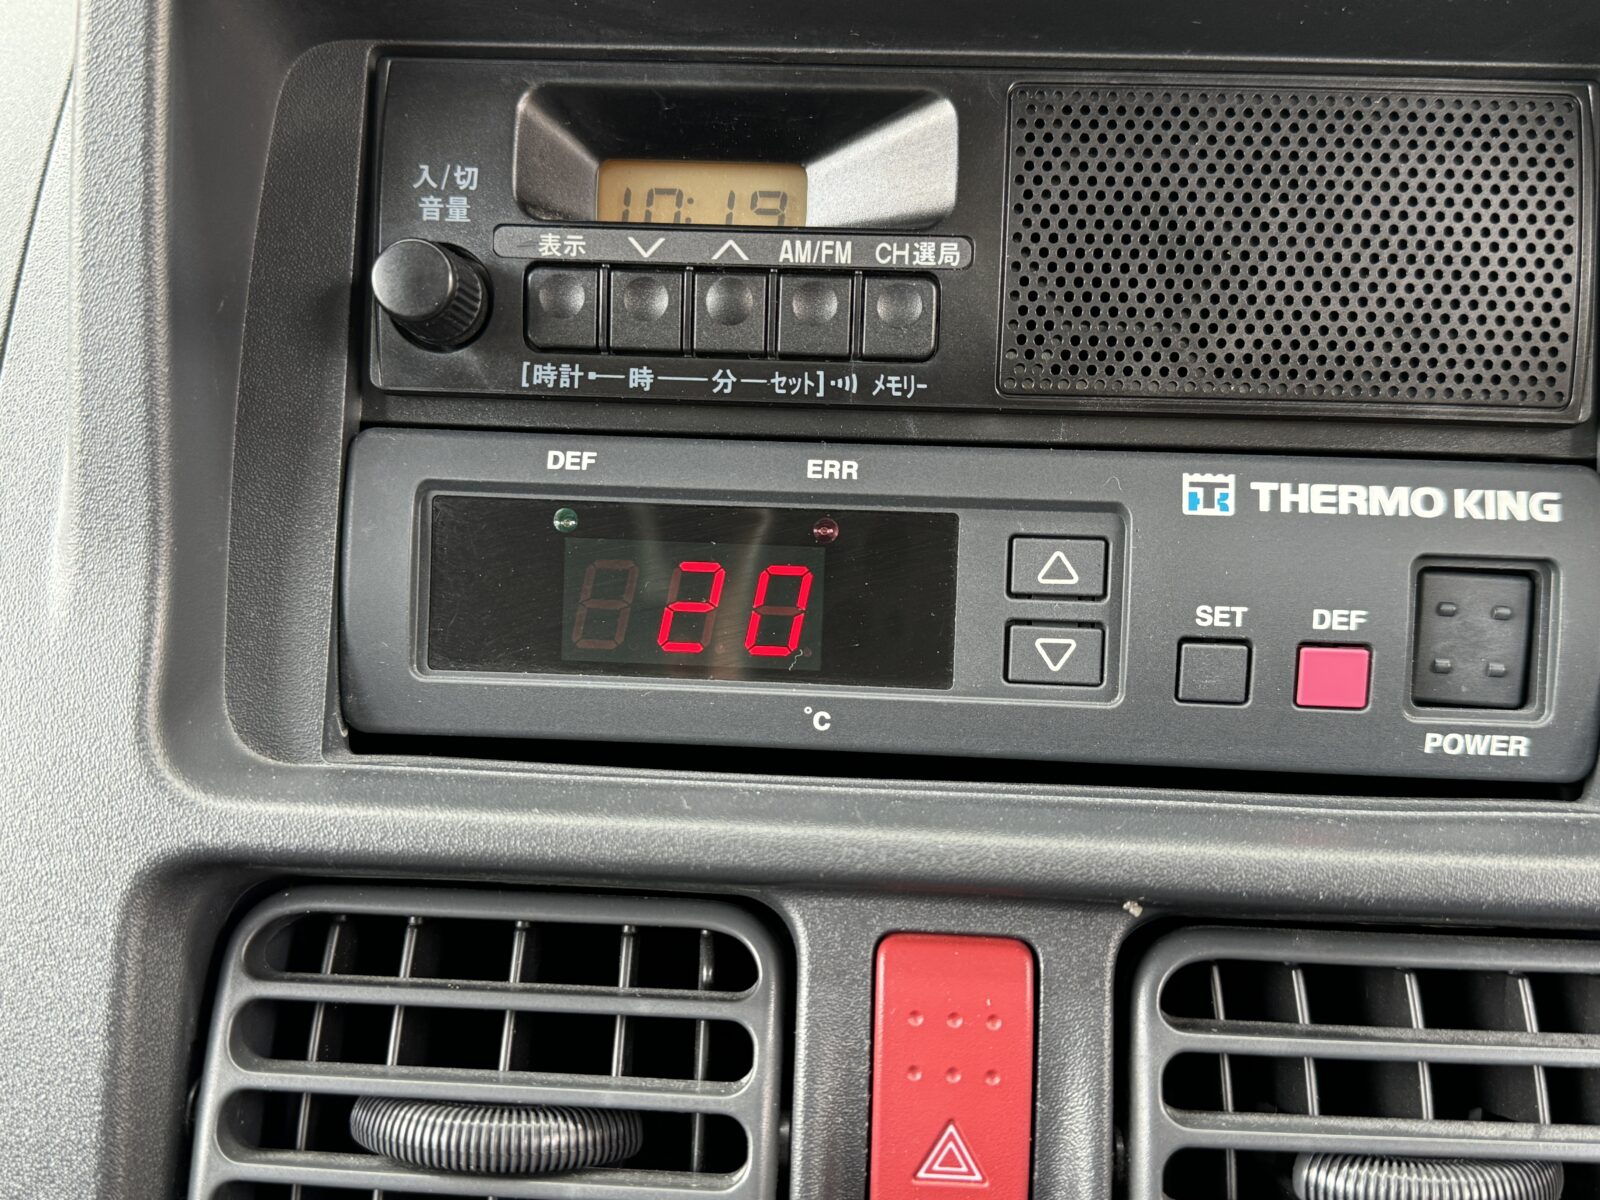 入/切
音量
10:19
表示 AM/FM CH選局
[時計 時 分 セット] メモリー
DEF ERR
THERMO KING
20
SET DEF
°C
POWER